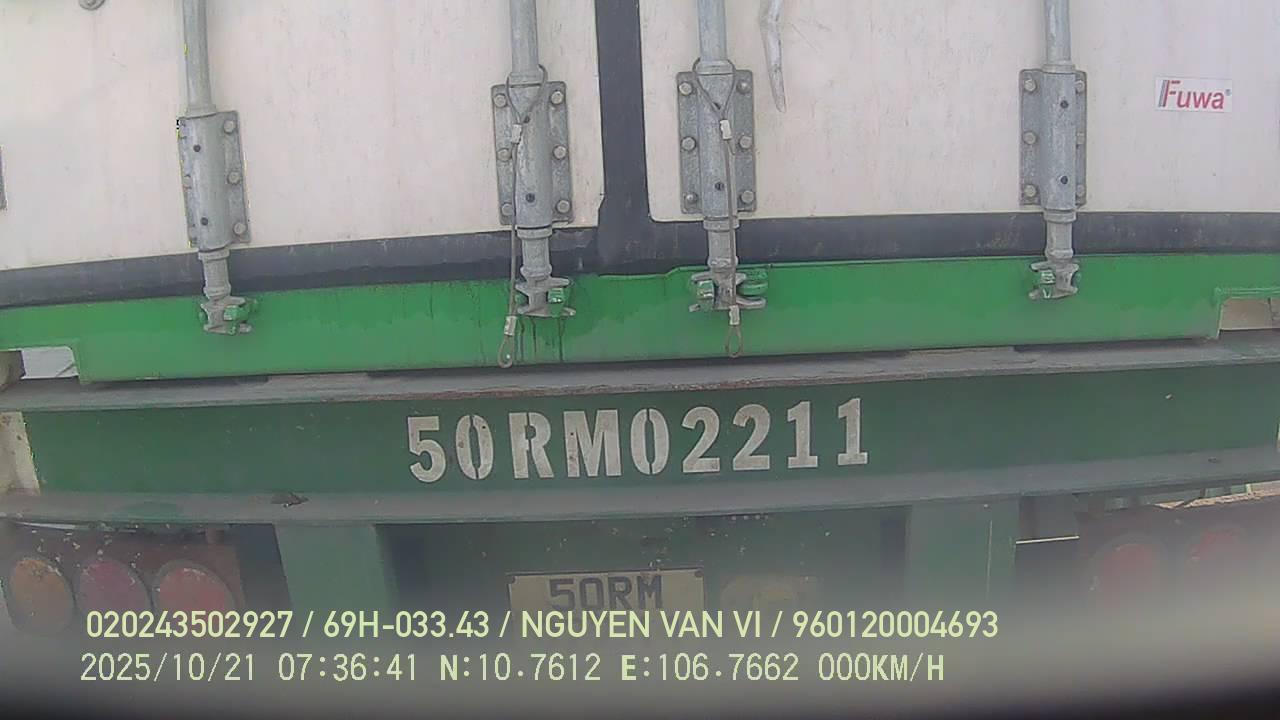 Fuwa®
50RM02211
50RM
020243502927 / 69H-033.43 / NGUYEN VAN VI / 960120004693
2025/10/21 07:36:41 N:10.7612 E:106.7662 000KM/H